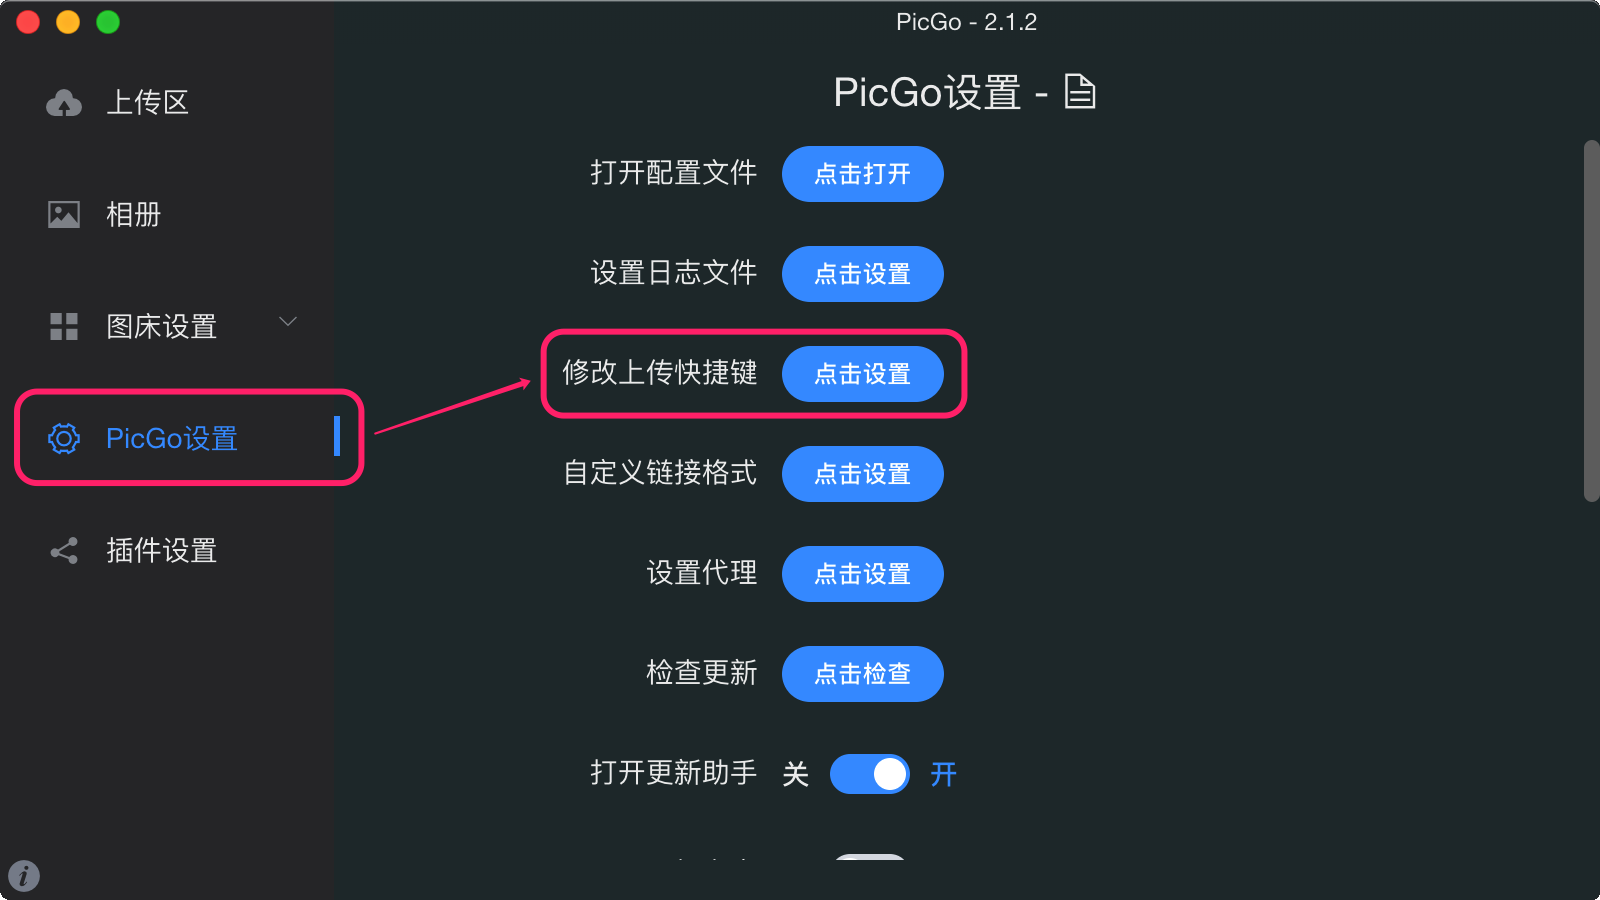 PicGo - 2.1.2
上传区
相册
图床设置
PicGo设置
插件设置
PicGo设置 -
打开配置文件 点击打开
设置日志文件 点击设置
修改上传快捷键 点击设置
自定义链接格式 点击设置
设置代理 点击设置
检查更新 点击检查
打开更新助手 关 开